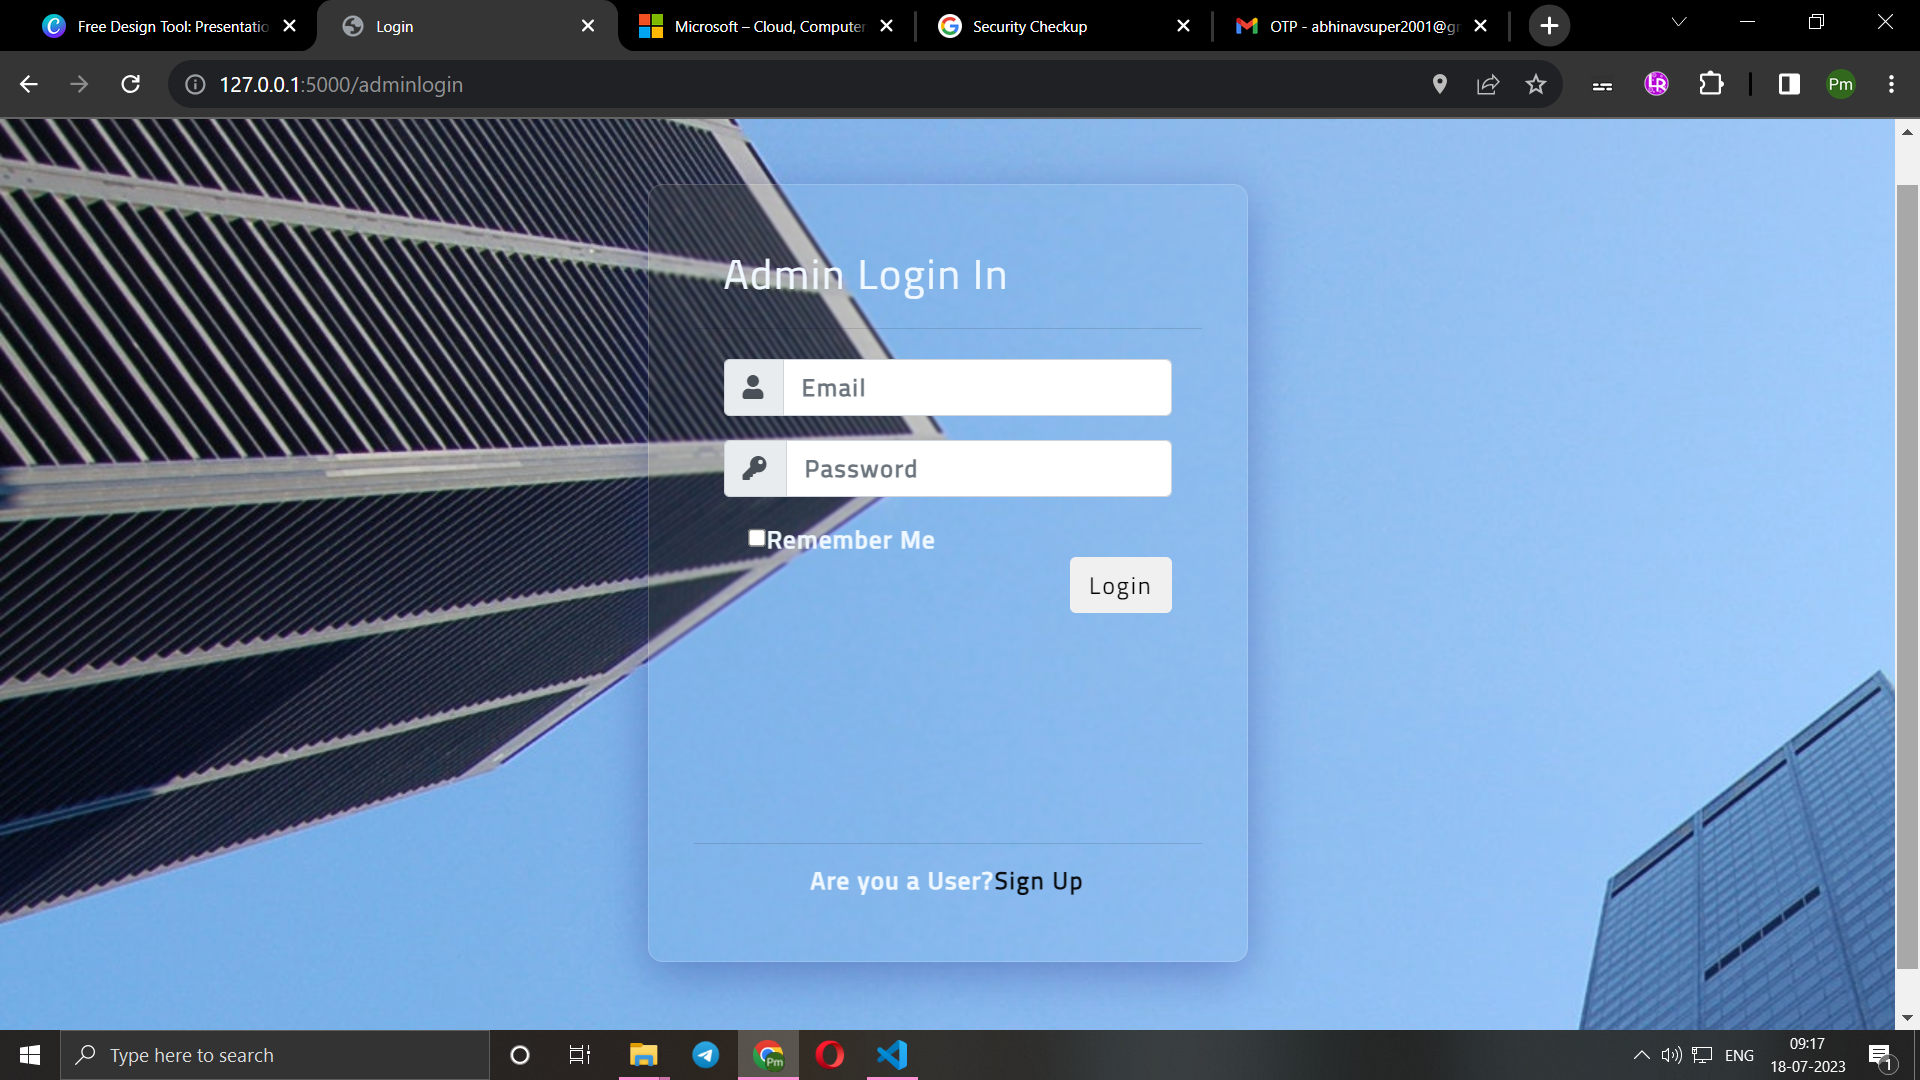 Free Design Tool: Presentatio
Login
Microsoft – Cloud, Computer
Security Checkup
OTP - abhinavsuper2001@gr
127.0.0.1:5000/adminlogin
Pm
Admin Login In
Email
Password
Remember Me
Login
Are you a User?Sign Up
Type here to search
Pm
ENG
09:17
18-07-2023
1